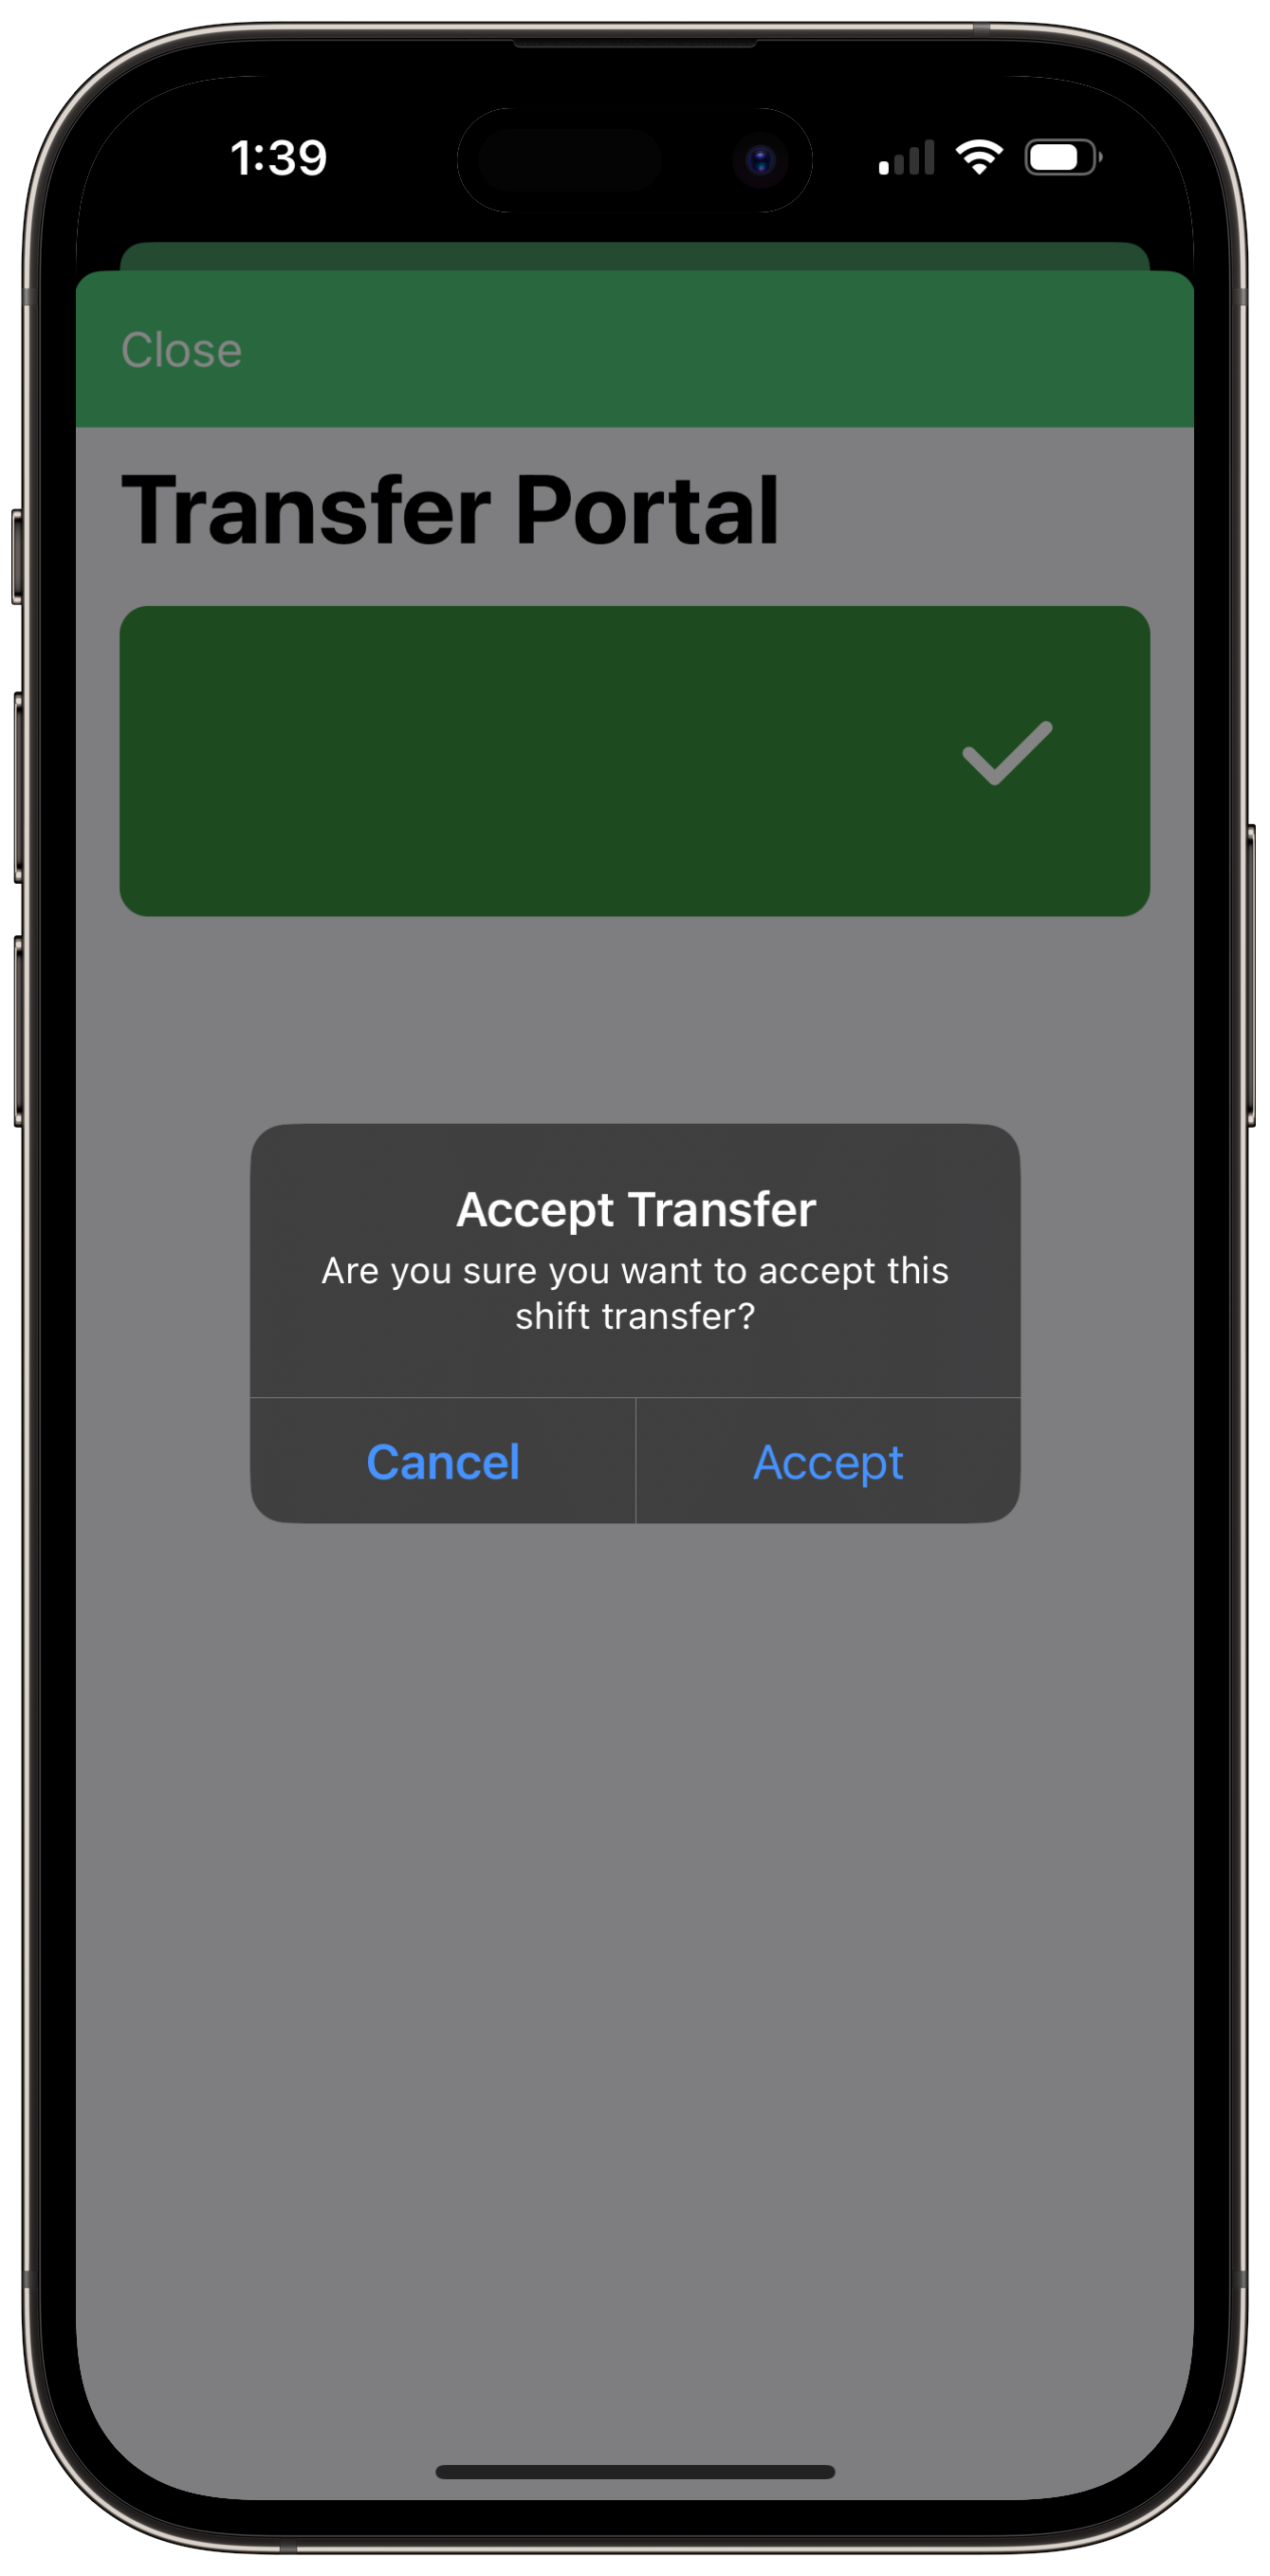 1:39
Close
Transfer Portal
Accept Transfer
Are you sure you want to accept this
shift transfer?
Cancel
Accept